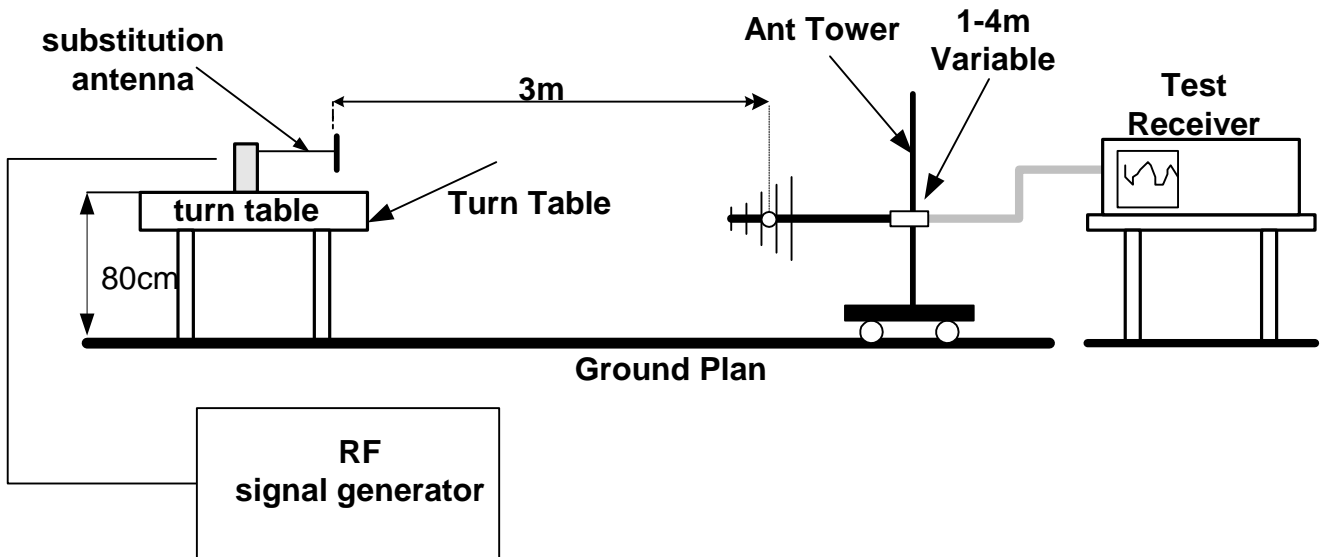 substitution
antenna
3m
Ant Tower
1-4m
Variable
Test
Receiver
turn table
Turn Table
80cm
Ground Plan
RF
signal generator